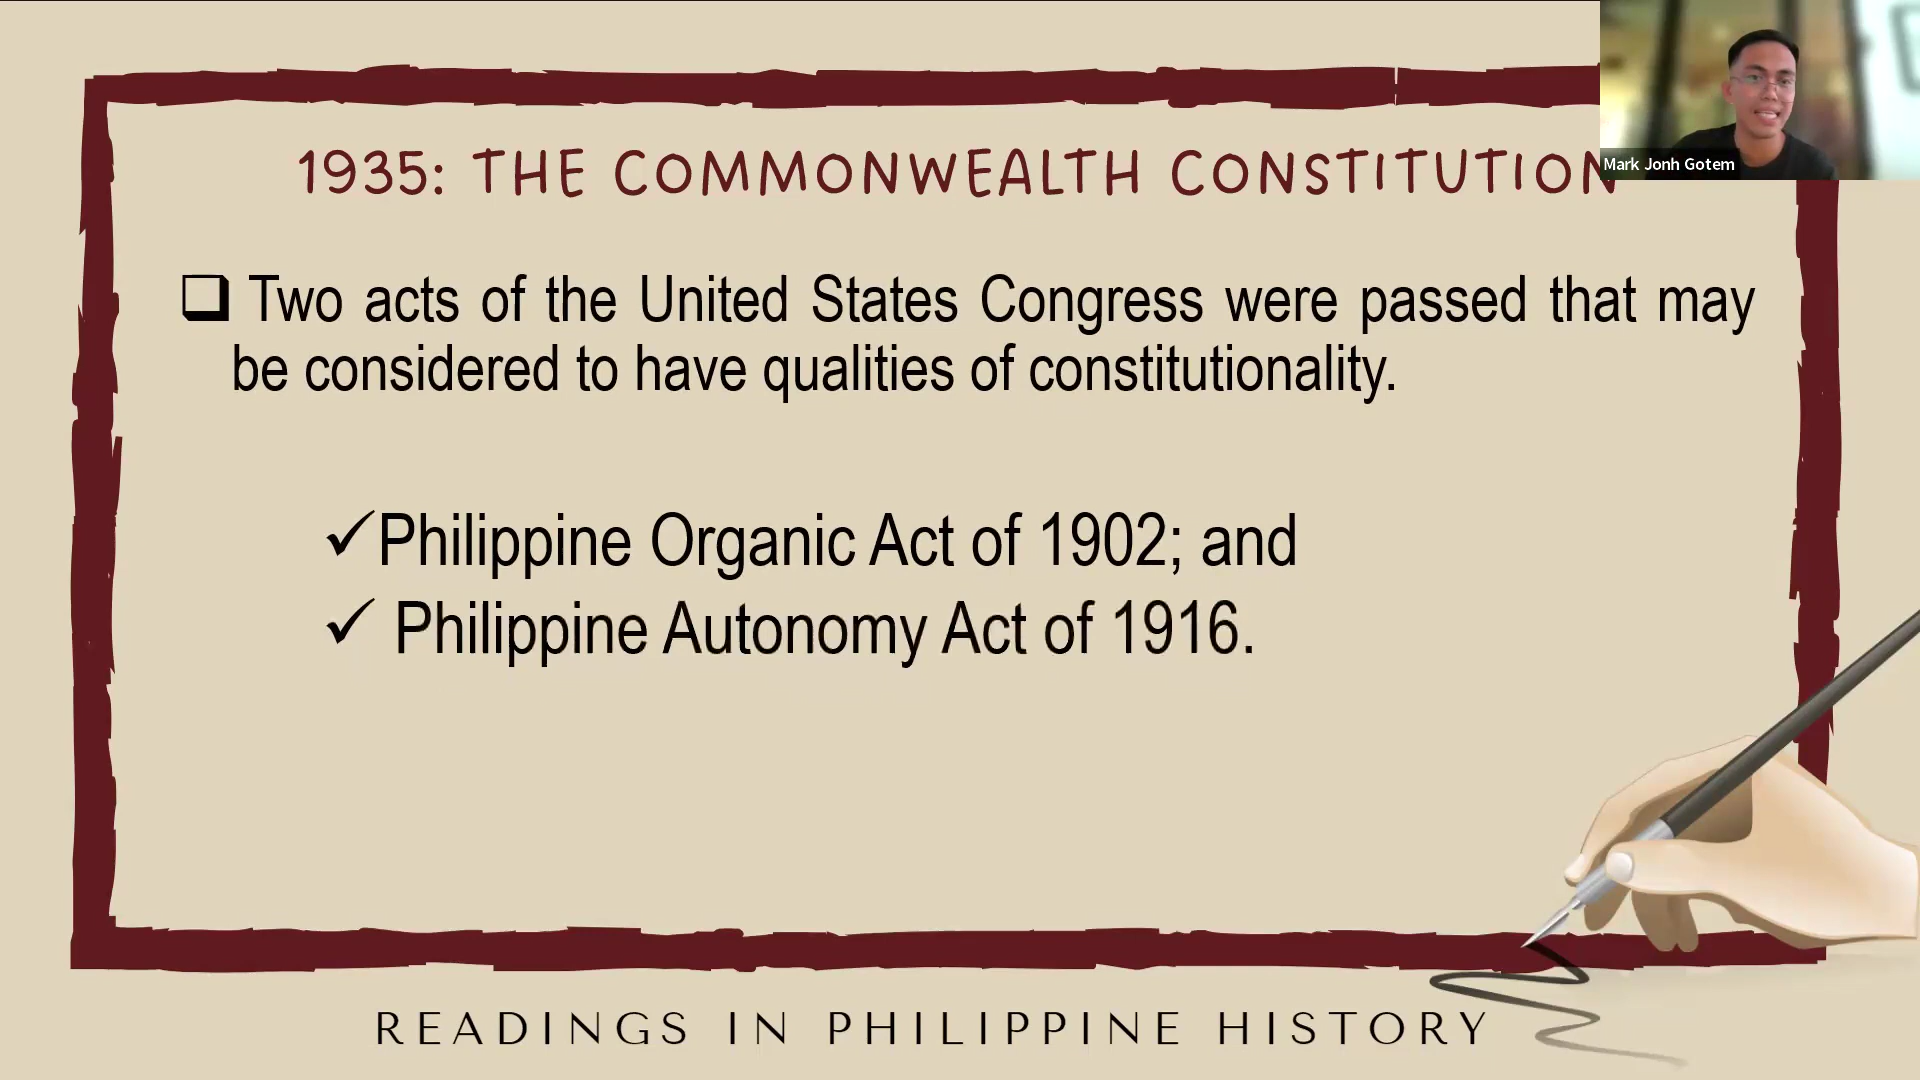 1935: THE COMMONWEALTH CONSTITUTION
Mark Jonh Gotem
Two acts of the United States Congress were passed that may
be considered to have qualities of constitutionality.
Philippine Organic Act of 1902; and
Philippine Autonomy Act of 1916.
READINGS IN PHILIPPINE HISTORY